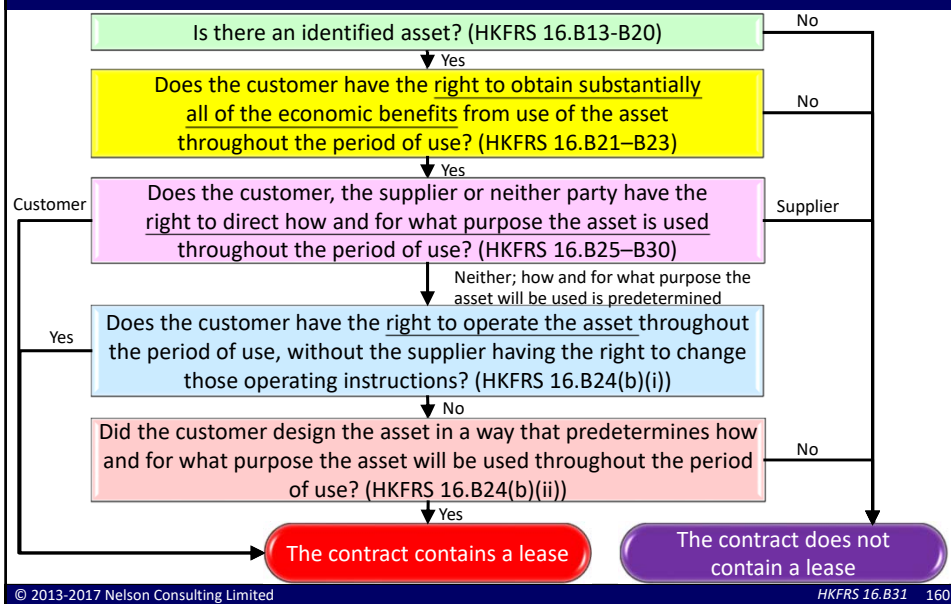 Is there an identified asset? (HKFRS 16.B13-B20)
No
Yes
Does the customer have the right to obtain substantially
all of the economic benefits from use of the asset
throughout the period of use? (HKFRS 16.B21–B23)
No
Yes
Customer
Does the customer, the supplier or neither party have the
right to direct how and for what purpose the asset is used
throughout the period of use? (HKFRS 16.B25–B30)
Supplier
Neither; how and for what purpose the
asset will be used is predetermined
Yes
Does the customer have the right to operate the asset throughout
the period of use, without the supplier having the right to change
those operating instructions? (HKFRS 16.B24(b)(i))
No
Did the customer design the asset in a way that predetermines how
and for what purpose the asset will be used throughout the period
of use? (HKFRS 16.B24(b)(ii))
No
Yes
The contract contains a lease
The contract does not
contain a lease
© 2013-2017 Nelson Consulting Limited
HKFRS 16.B31 160